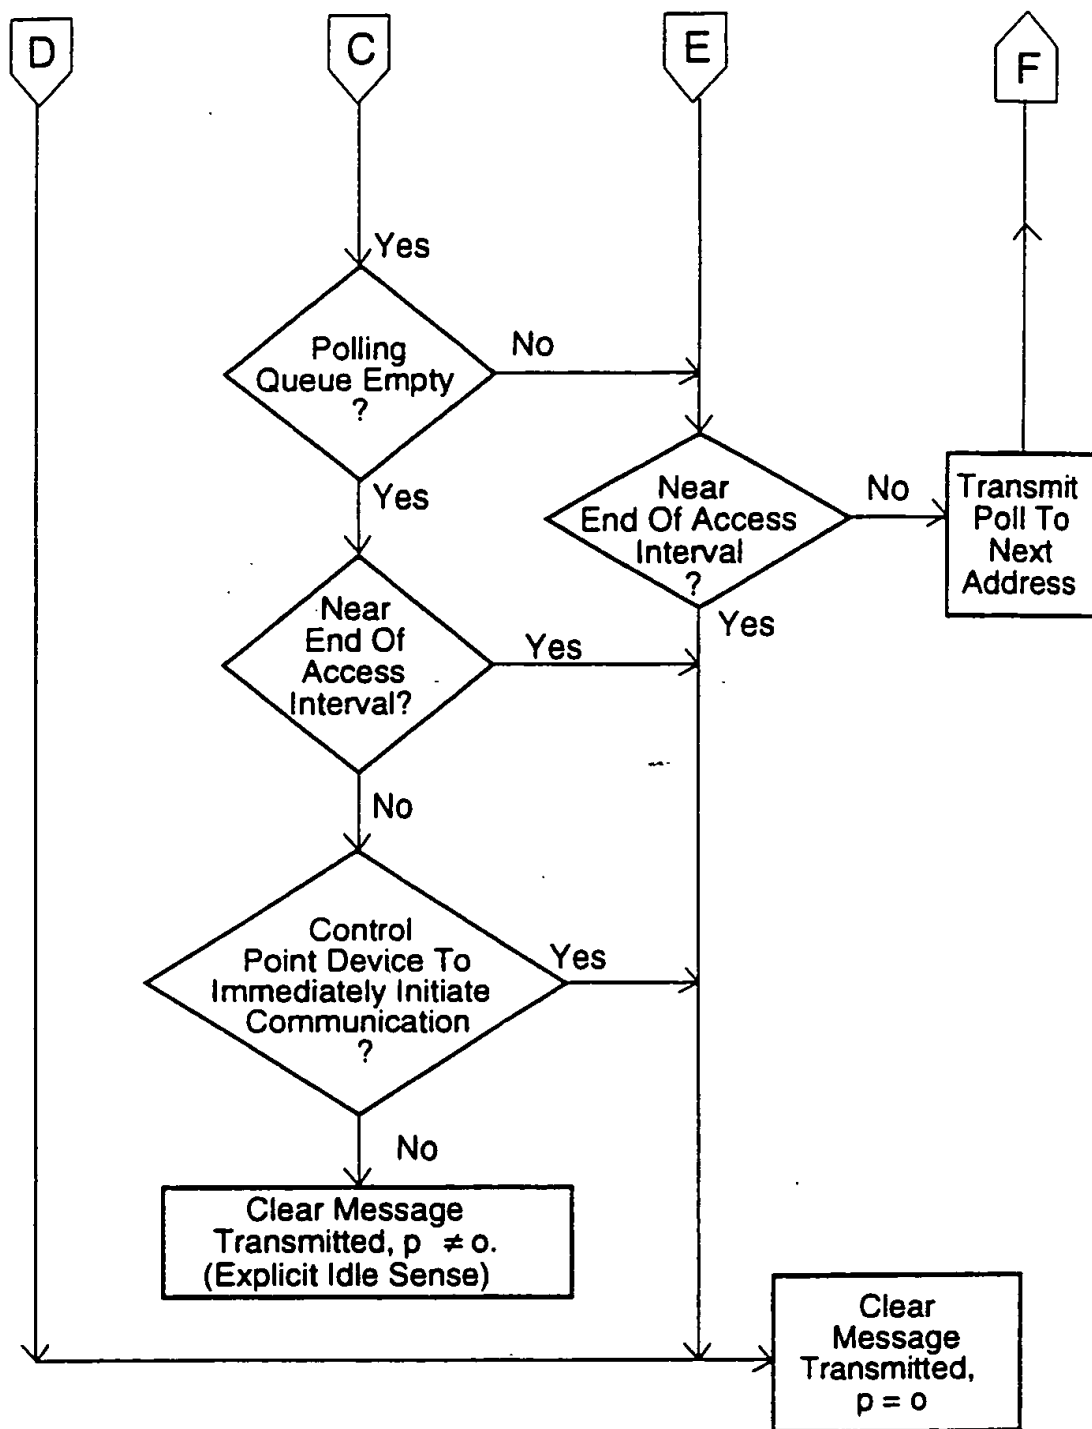 D
C
E
F
Yes
Polling
Queue Empty
?
No
Yes
Near
End Of Access
Interval
?
No
Transmit
Poll To
Next
Address
Yes
Near
End Of
Access
Interval?
Yes
No
Control
Point Device To
Immediately Initiate
Communication
?
Yes
No
Clear Message
Transmitted, p ≠ o.
(Explicit Idle Sense)
Clear
Message
Transmitted,
p = o